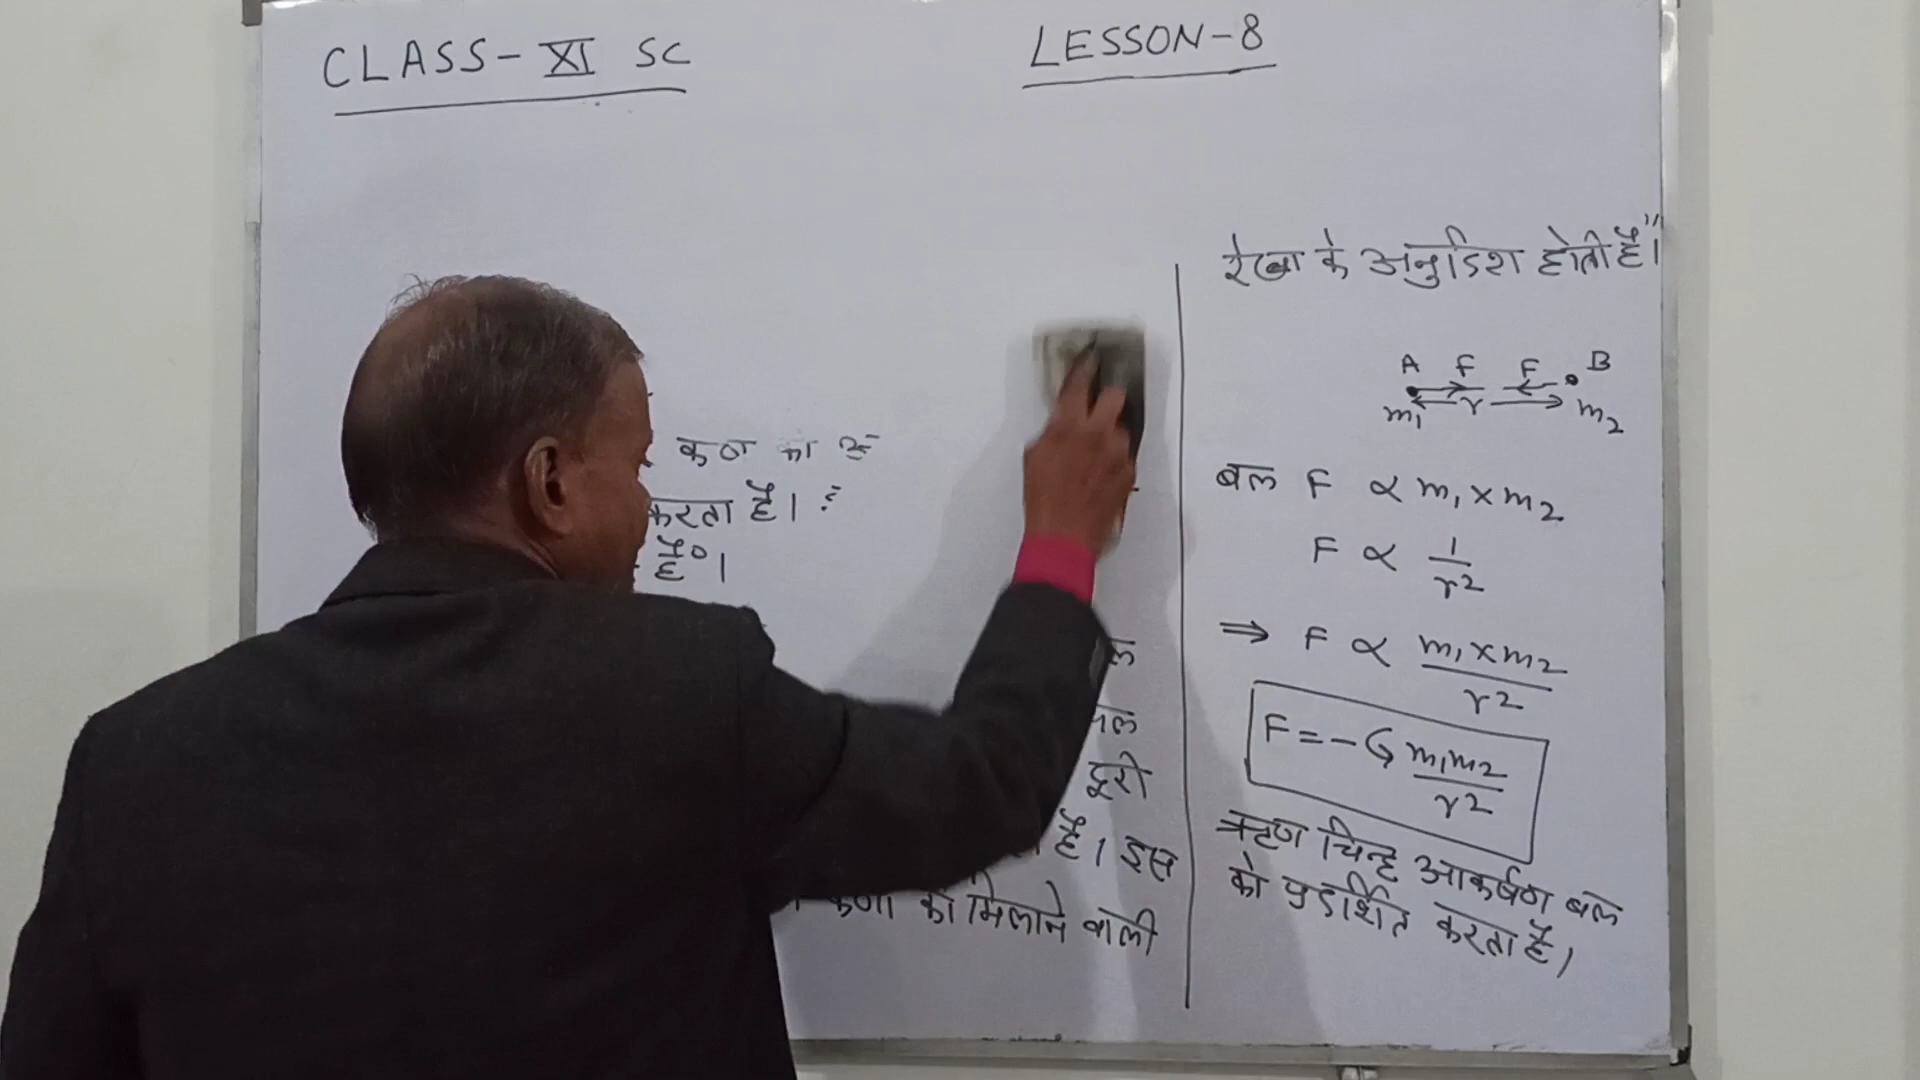 CLASS-XI SC
LESSON-8
कण का
करता है।
हैं।
दूरी
है। इस
कणों को मिलाने वाली
रेखा के अनुदिश होती है।"
A F F B
m₁ r m₂
बल F ∝ m₁ x m₂
F ∝ 1/r²
⇒ F ∝ m₁ x m₂/r²
F = - G m₁m₂/r²
ऋण चिन्ह आकर्षण बल
को प्रदर्शित करता है।